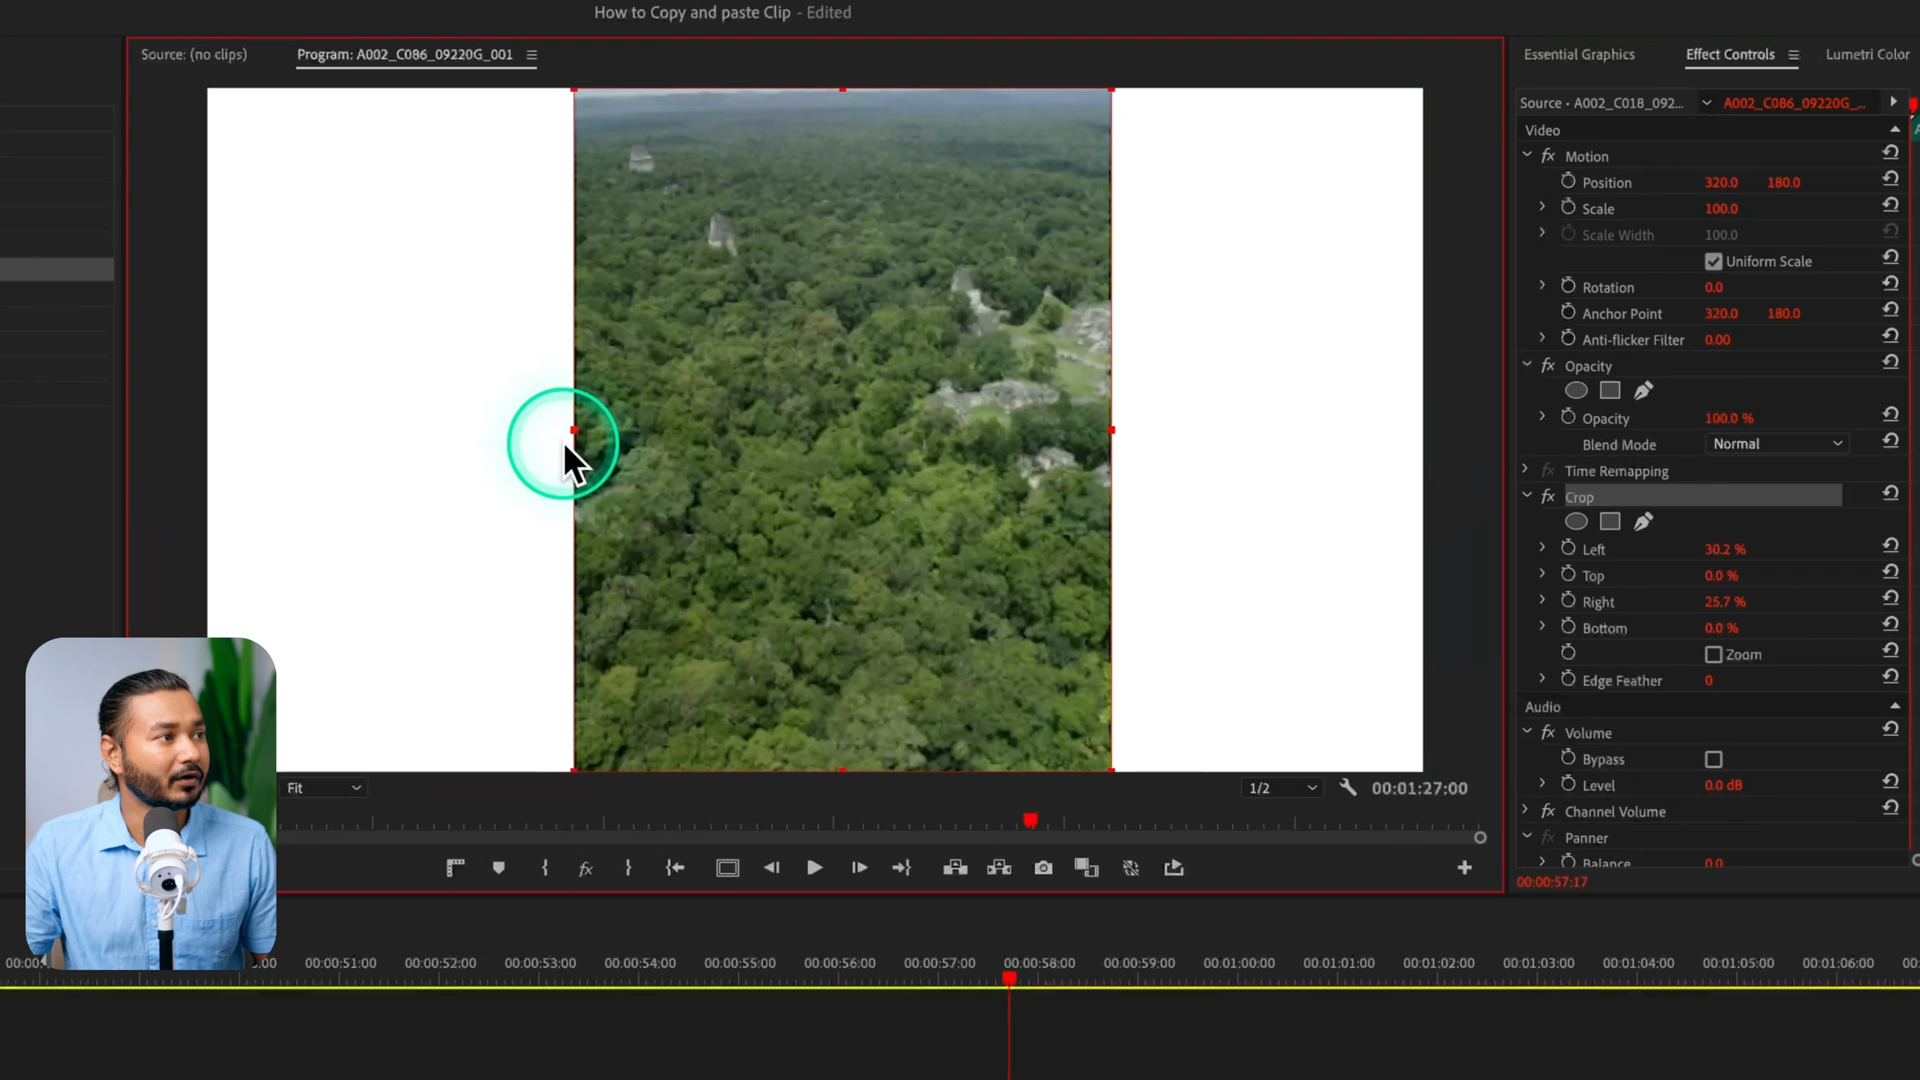 How to Copy and paste Clip - Edited
Source: (no clips)
Program: A002_C086_09220G_001
Essential Graphics
Effect Controls
Lumetri Color
Source • A002_C018_092...
A002_C086_09220G_...
Video
fx Motion
Position 320.0 180.0
Scale 100.0
Scale Width 100.0
Uniform Scale
Rotation 0.0
Anchor Point 320.0 180.0
Anti-flicker Filter 0.00
fx Opacity
Opacity 100.0 %
Blend Mode Normal
fx Time Remapping
fx Crop
Left 30.2 %
Top 0.0 %
Right 25.7 %
Bottom 0.0 %
Zoom
Edge Feather 0
Audio
fx Volume
Bypass
Level 0.0 dB
fx Channel Volume
fx Panner
Balance 0.0
00:00:57:17
Fit
1/2
00:01:27:00
fx
00:00:51:00 00:00:52:00 00:00:53:00 00:00:54:00 00:00:55:00 00:00:56:00 00:00:57:00 00:00:58:00 00:00:59:00 00:01:00:00 00:01:01:00 00:01:02:00 00:01:03:00 00:01:04:00 00:01:05:00 00:01:06:00